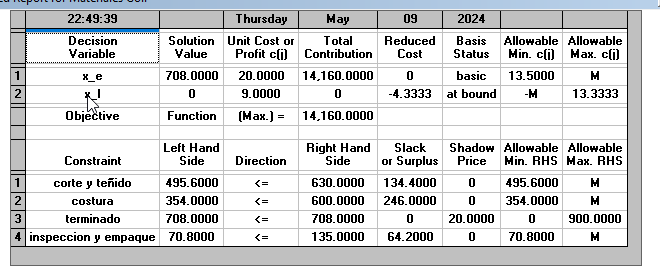 22:49:39 Thursday May 09 2024
Decision Variable Solution Value Unit Cost or Profit c(j) Total Contribution Reduced Cost Basis Status Allowable Min. c(j) Allowable Max. c(j)
1 x_e 708.0000 20.0000 14,160.0000 0 basic 13.5000 M
2 x_l 0 9.0000 0 -4.3333 at bound -M 13.3333
Objective Function (Max.) = 14,160.0000
Constraint Left Hand Side Direction Right Hand Side Slack or Surplus Shadow Price Allowable Min. RHS Allowable Max. RHS
1 corte y teñido 495.6000 <= 630.0000 134.4000 0 495.6000 M
2 costura 354.0000 <= 600.0000 246.0000 0 354.0000 M
3 terminado 708.0000 <= 708.0000 0 20.0000 0 900.0000
4 inspeccion y empaque 70.8000 <= 135.0000 64.2000 0 70.8000 M